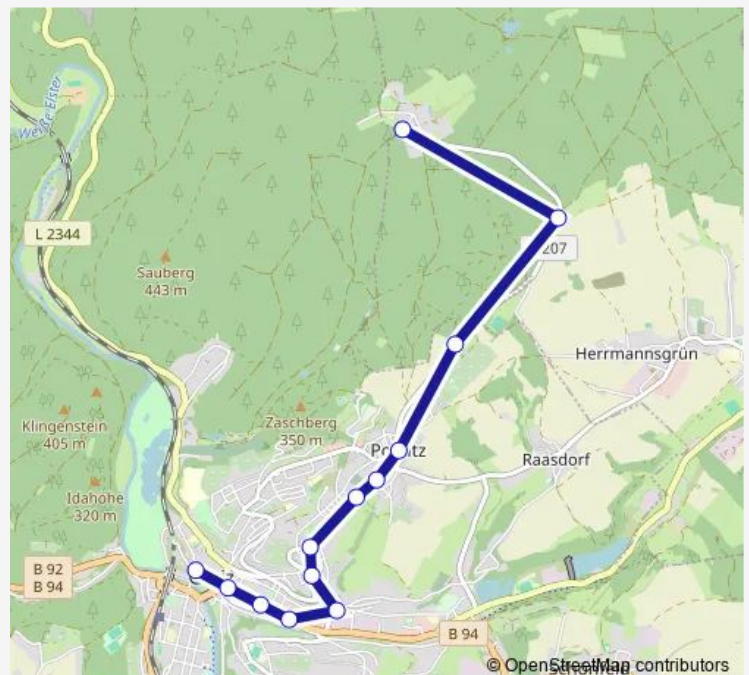 Weiße Elster
L 2344
Sauberg
443 m
207
Herrmannsgrün
Klingenstein
405 m
Zaschberg
350 m
Raasdorf
Idahöhe
320 m
B 92
B 94
B 94
© OpenStreetMap contributors